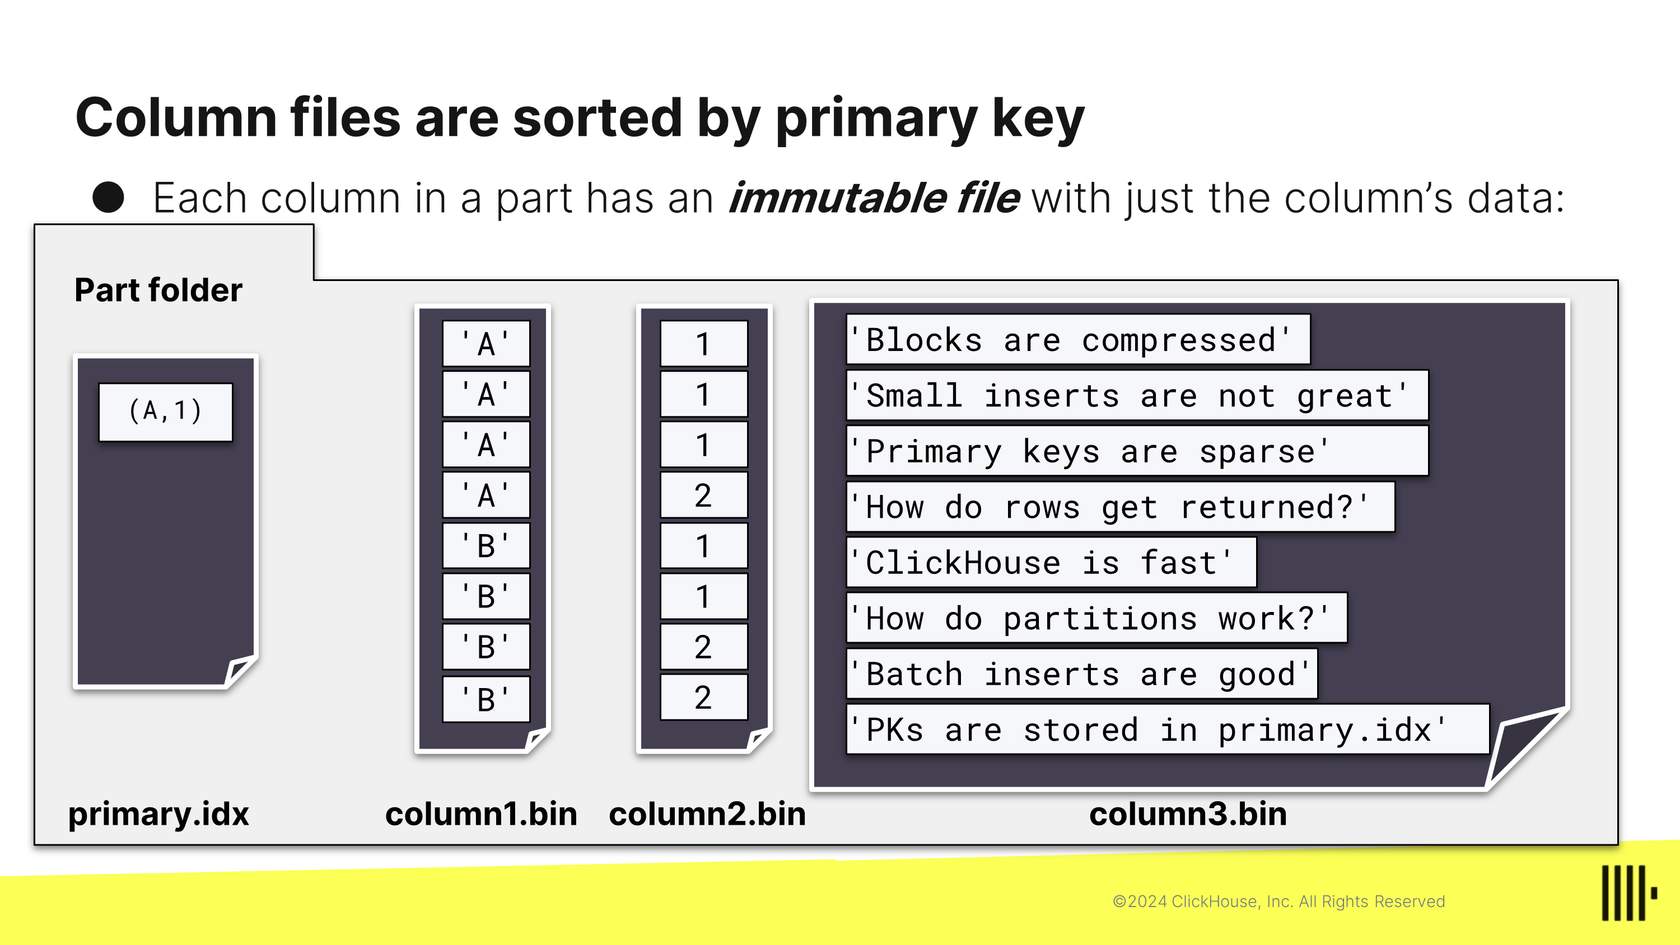 Column files are sorted by primary key
● Each column in a part has an immutable file with just the column’s data:
Part folder
(A,1)
primary.idx
'A'
'A'
'A'
'A'
'B'
'B'
'B'
'B'
column1.bin
1
1
1
2
1
1
2
2
column2.bin
'Blocks are compressed'
'Small inserts are not great'
'Primary keys are sparse'
'How do rows get returned?'
'ClickHouse is fast'
'How do partitions work?'
'Batch inserts are good'
'PKs are stored in primary.idx'
column3.bin
©2024 ClickHouse, Inc. All Rights Reserved